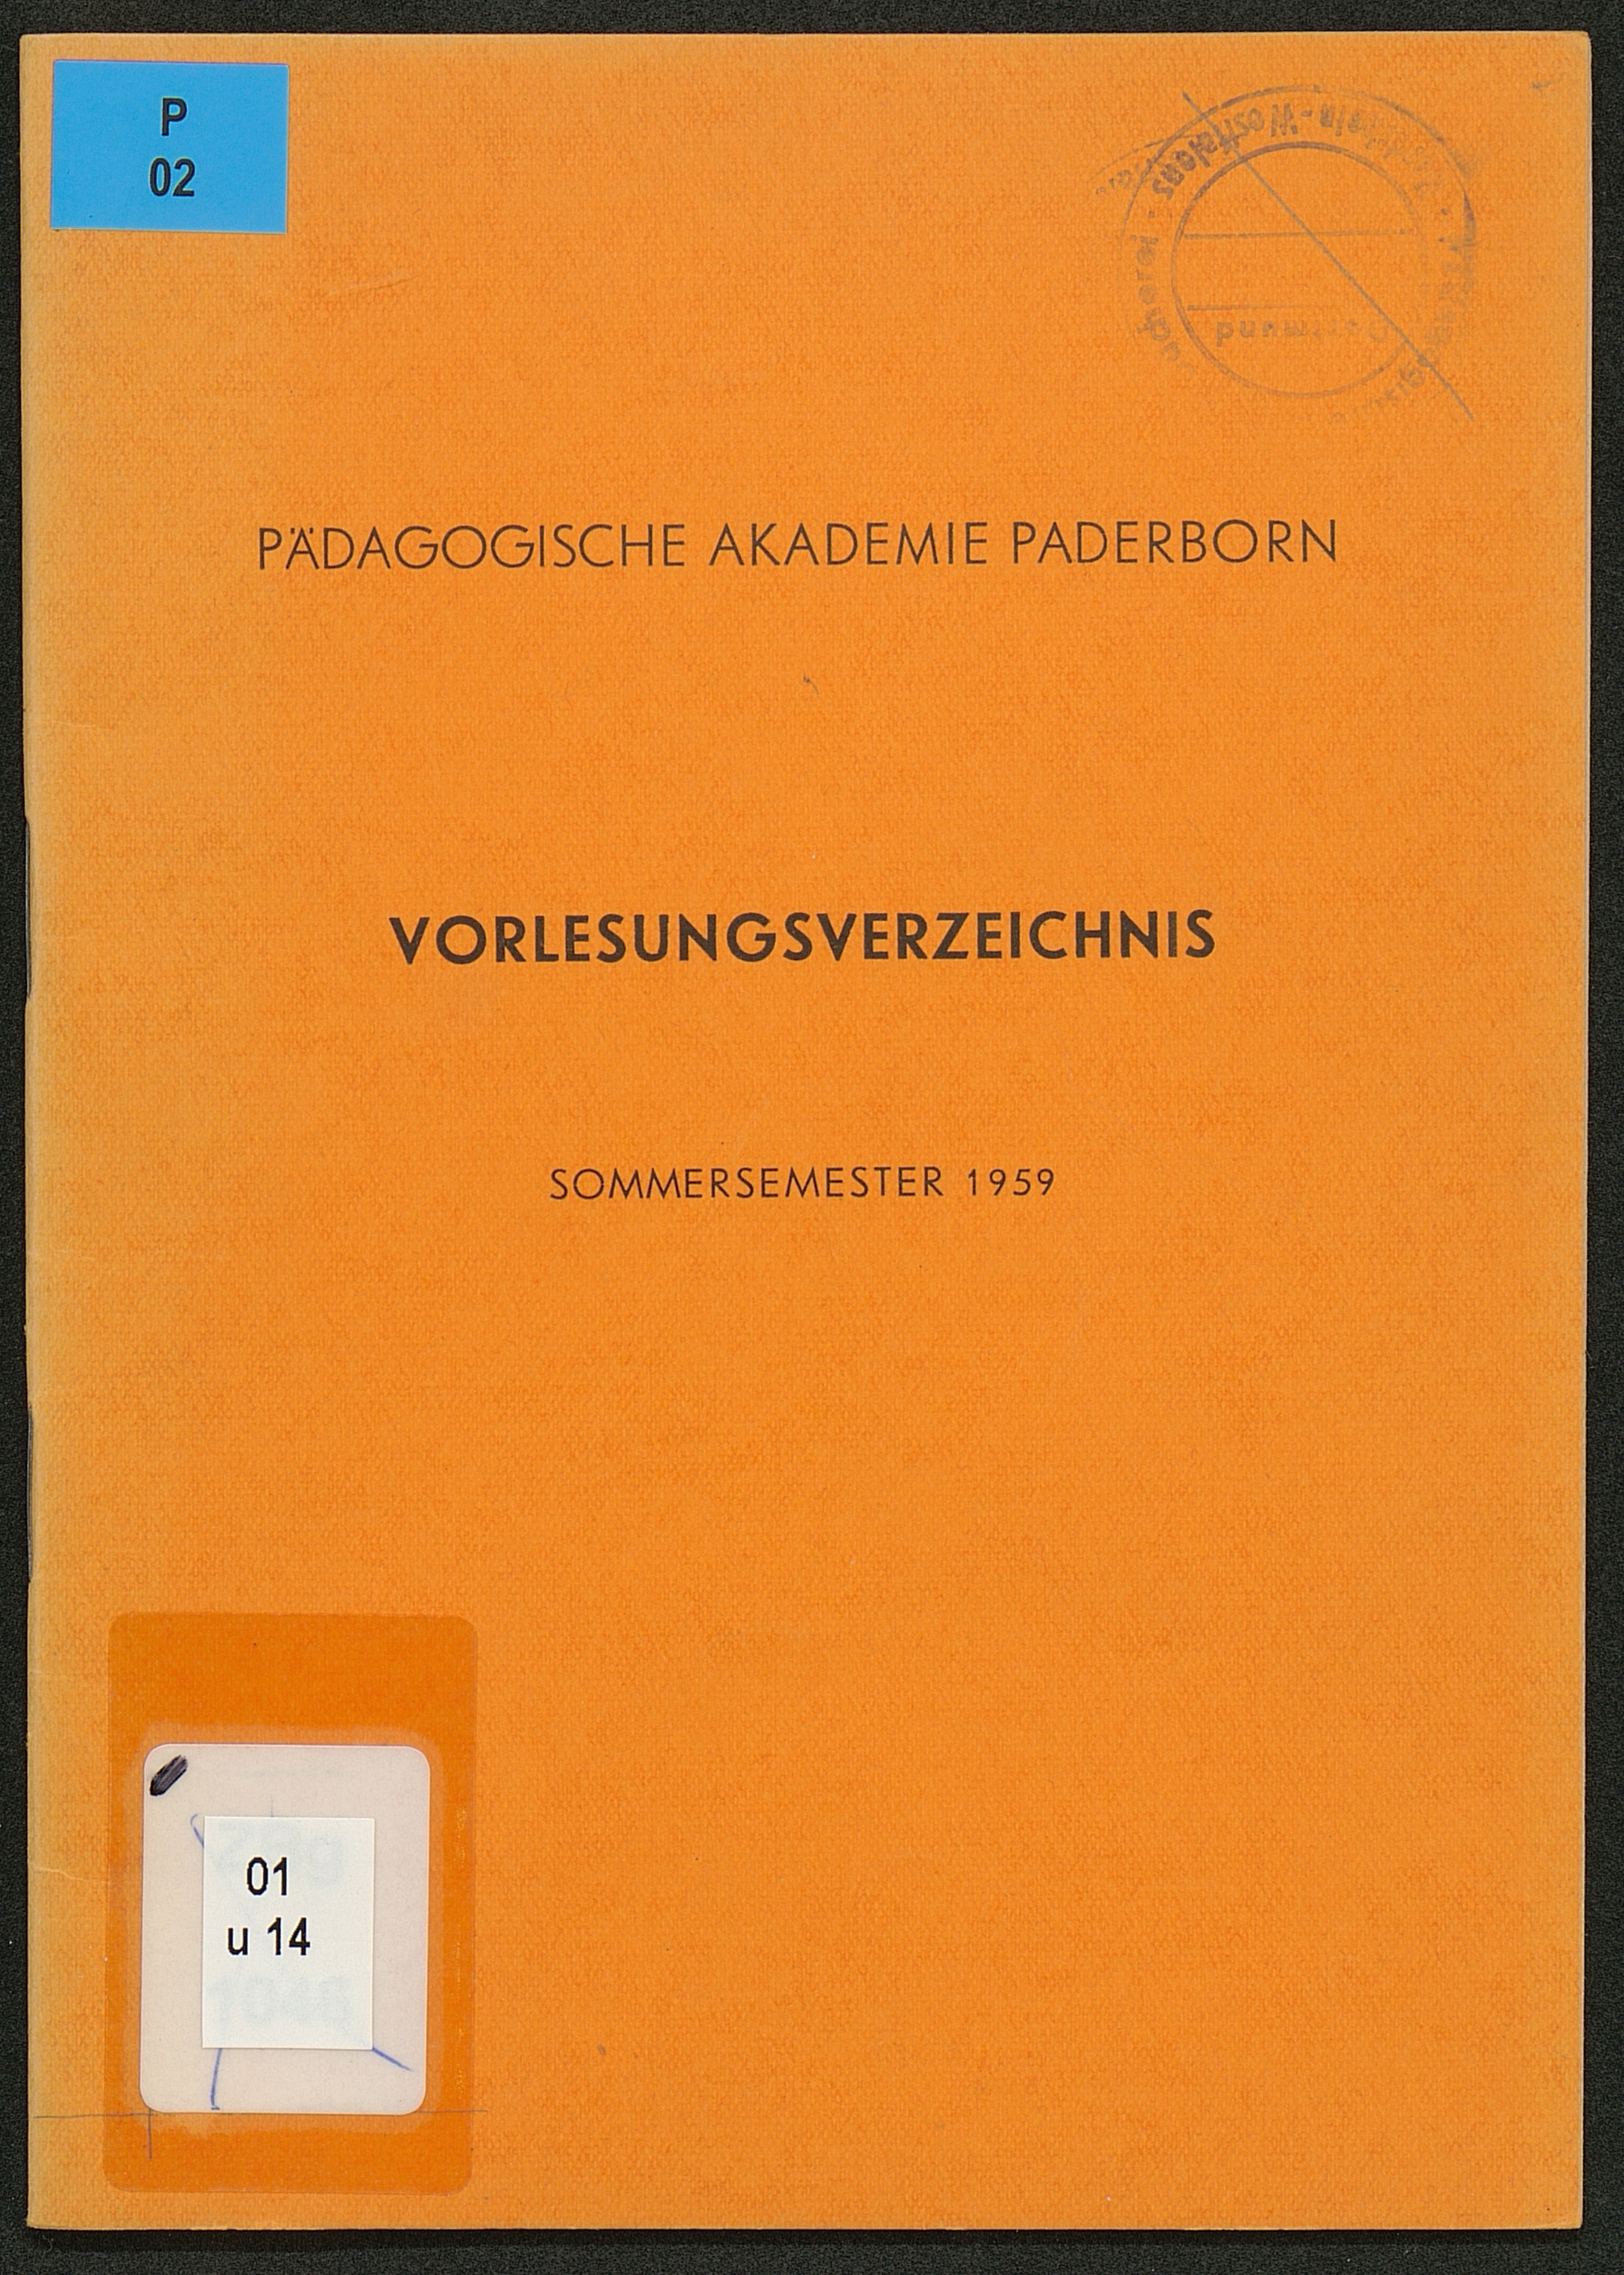 P
02
PÄDAGOGISCHE AKADEMIE PADERBORN
VORLESUNGSVERZEICHNIS
SOMMERSEMESTER 1959
01
u 14